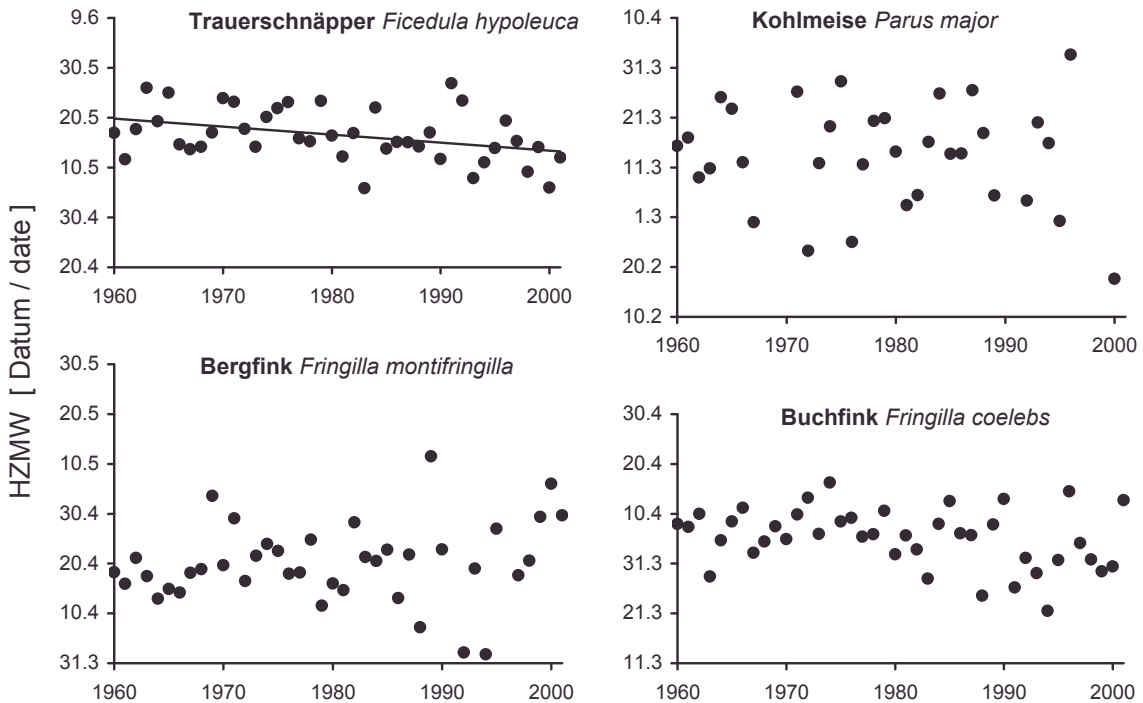 HZMW [ Datum / date ]
Trauerschnäpper Ficedula hypoleuca
9.6
30.5
20.5
10.5
30.4
20.4
1960 1970 1980 1990 2000
Kohlmeise Parus major
10.4
31.3
21.3
11.3
1.3
20.2
10.2
1960 1970 1980 1990 2000
Bergfink Fringilla montifringilla
30.5
20.5
10.5
30.4
20.4
10.4
31.3
1960 1970 1980 1990 2000
Buchfink Fringilla coelebs
30.4
20.4
10.4
31.3
21.3
11.3
1960 1970 1980 1990 2000